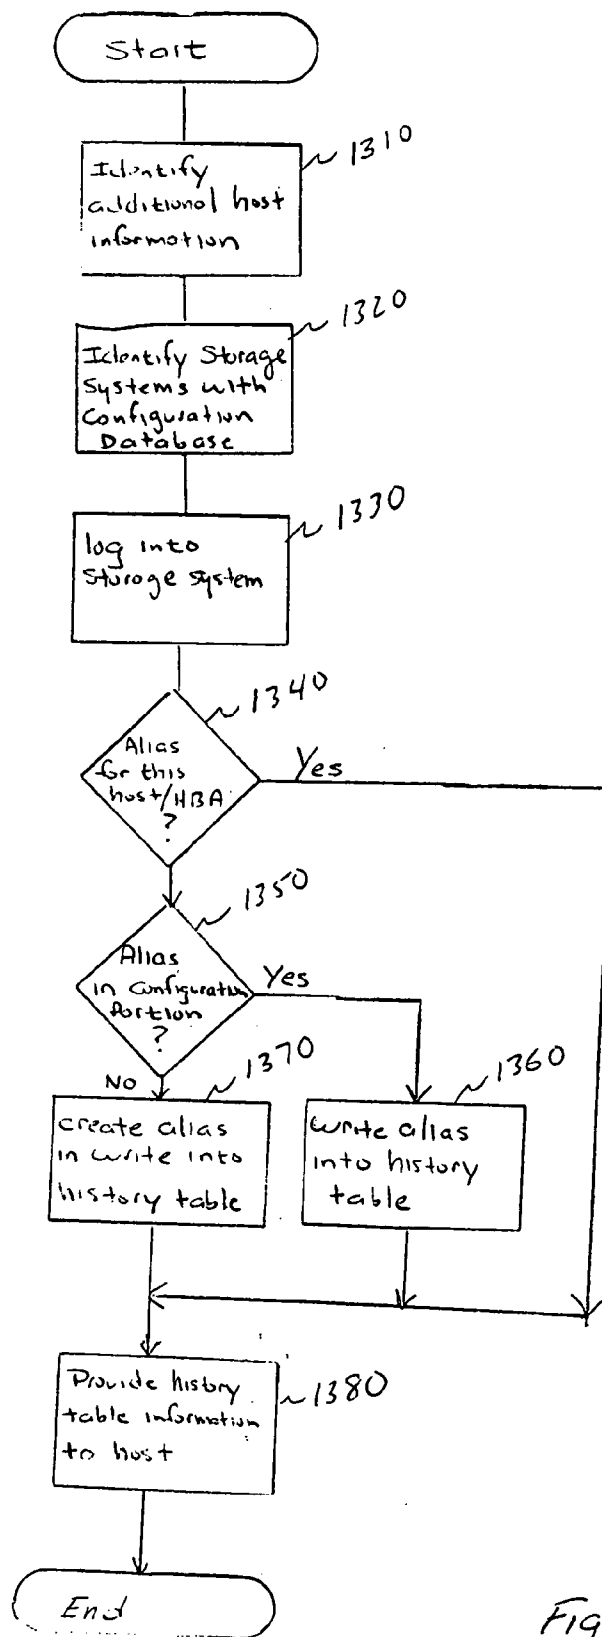 Start
1310
Identify
additional host
information
1320
Identify Storage
Systems with
Configuration
Database
1330
log into
Storage system
1340
Alias
for this
host/HBA
?
Yes
1350
Alias
in Configuration
Portion
?
Yes
NO
1370
create alias
in write into
history table
1360
write alias
into history
table
1380
Provide history
table information
to host
End
Fig